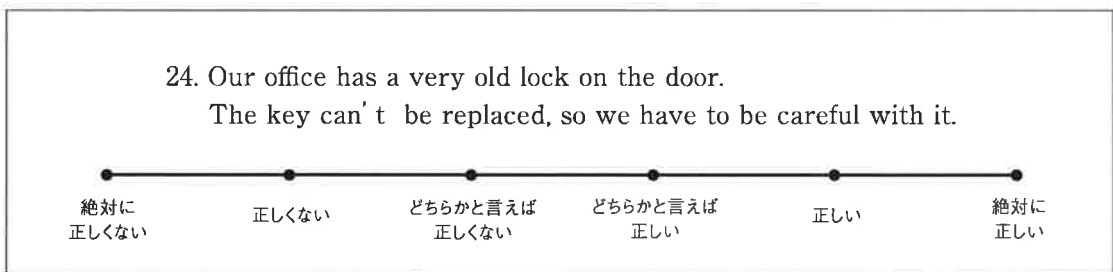 24. Our office has a very old lock on the door.
The key can't be replaced, so we have to be careful with it.
絶対に
正しくない
正しくない
どちらかと言えば
正しくない
どちらかと言えば
正しい
正しい
絶対に
正しい